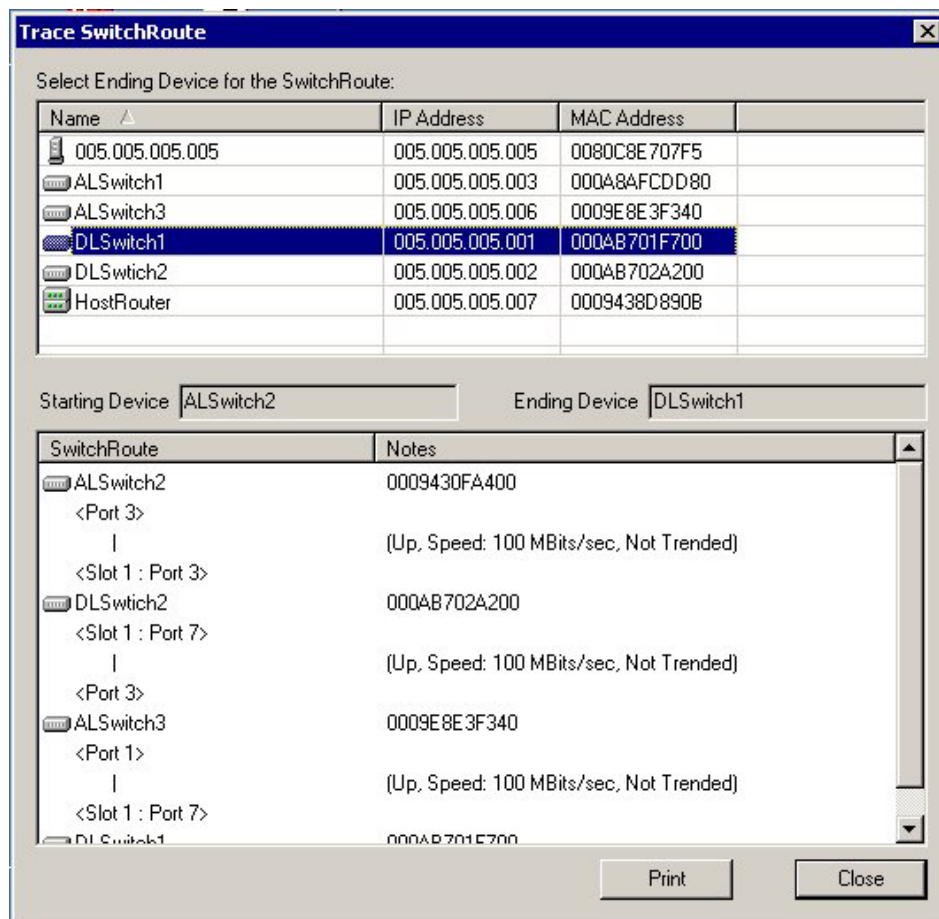 Trace SwitchRoute
Select Ending Device for the SwitchRoute:
Name IP Address MAC Address
005.005.005.005 005.005.005.005 0080C8E707F5
ALSwitch1 005.005.005.003 000A8AFCDD80
ALSwitch3 005.005.005.006 0009E8E3F340
DLSwitch1 005.005.005.001 000AB701F700
DLSwtich2 005.005.005.002 000AB702A200
HostRouter 005.005.005.007 0009438D890B
Starting Device ALSwitch2 Ending Device DLSwitch1
SwitchRoute Notes
ALSwitch2 0009430FA400
<Port 3>
| (Up, Speed: 100 MBits/sec, Not Trended)
<Slot 1 : Port 3>
DLSwtich2 000AB702A200
<Slot 1 : Port 7>
| (Up, Speed: 100 MBits/sec, Not Trended)
<Port 3>
ALSwitch3 0009E8E3F340
<Port 1>
| (Up, Speed: 100 MBits/sec, Not Trended)
<Slot 1 : Port 7>
DLSwitch1 000AB701F700
Print Close